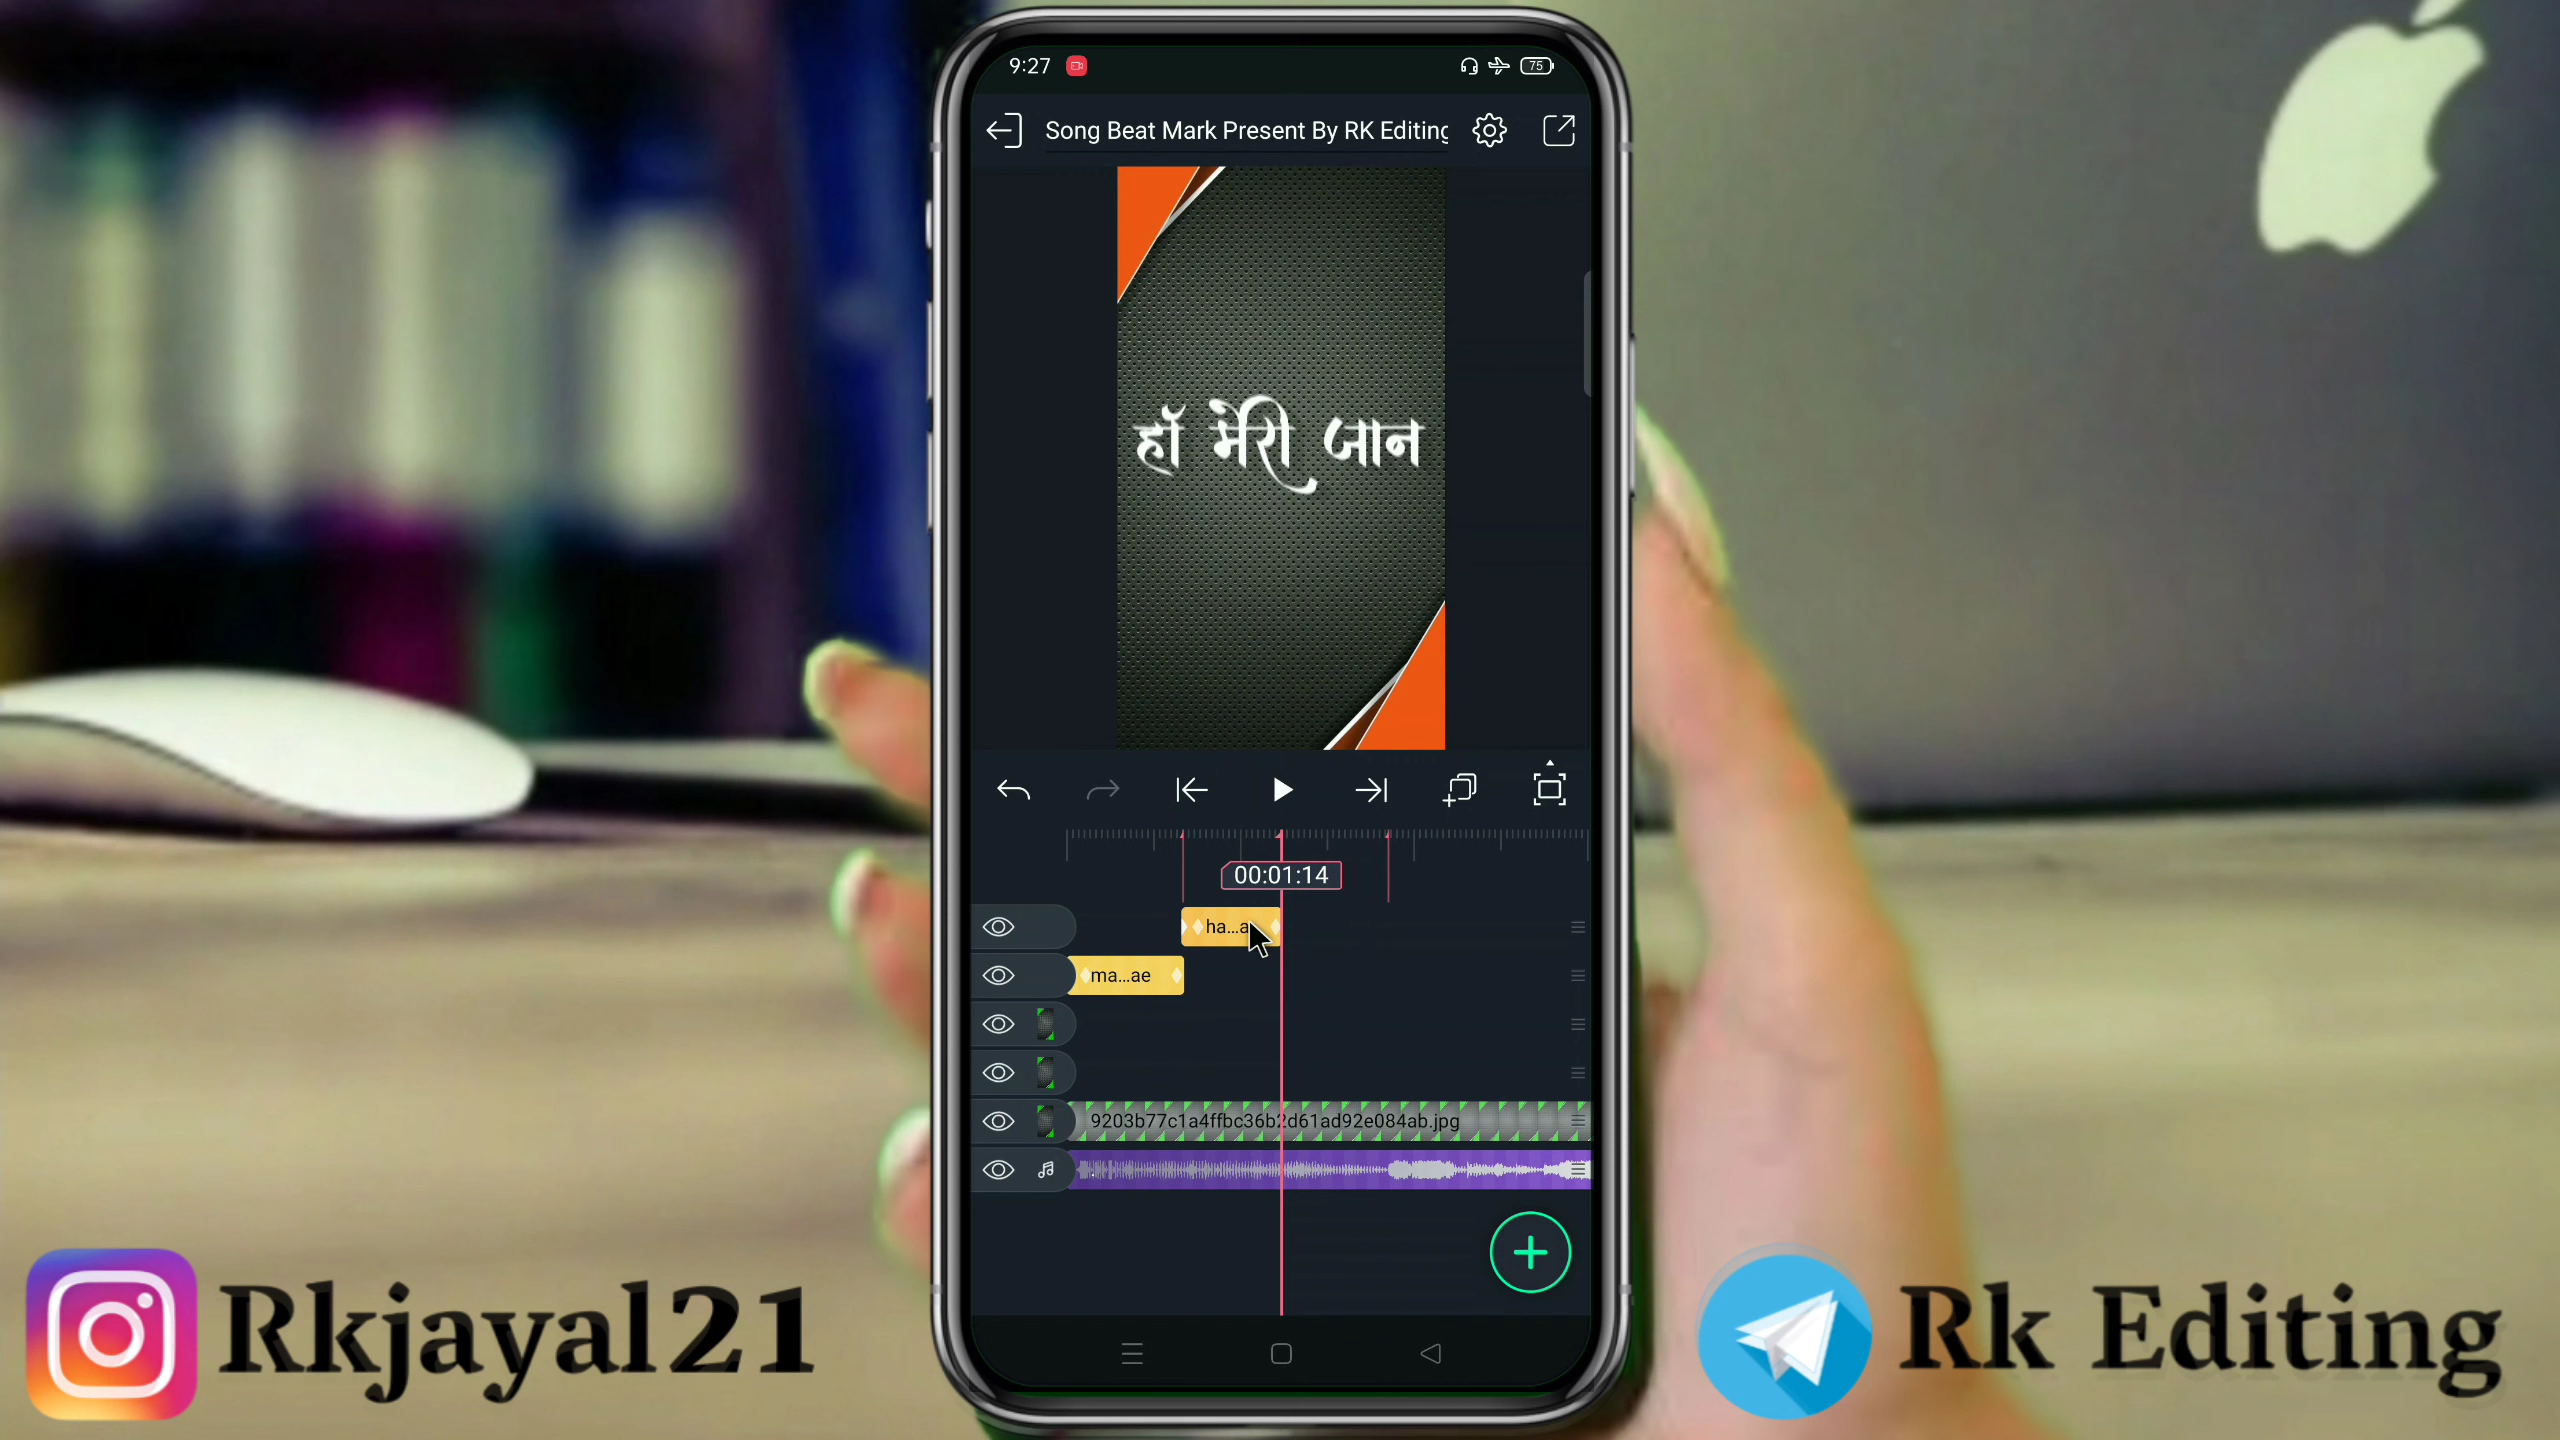 9:27
75
Song Beat Mark Present By RK Editing
हाँ मेरी जान
00:01:14
ha...a
ma...ae
9203b77c1a4ffbc36b2d61ad92e084ab.jpg
Rkjayal21
Rk Editing